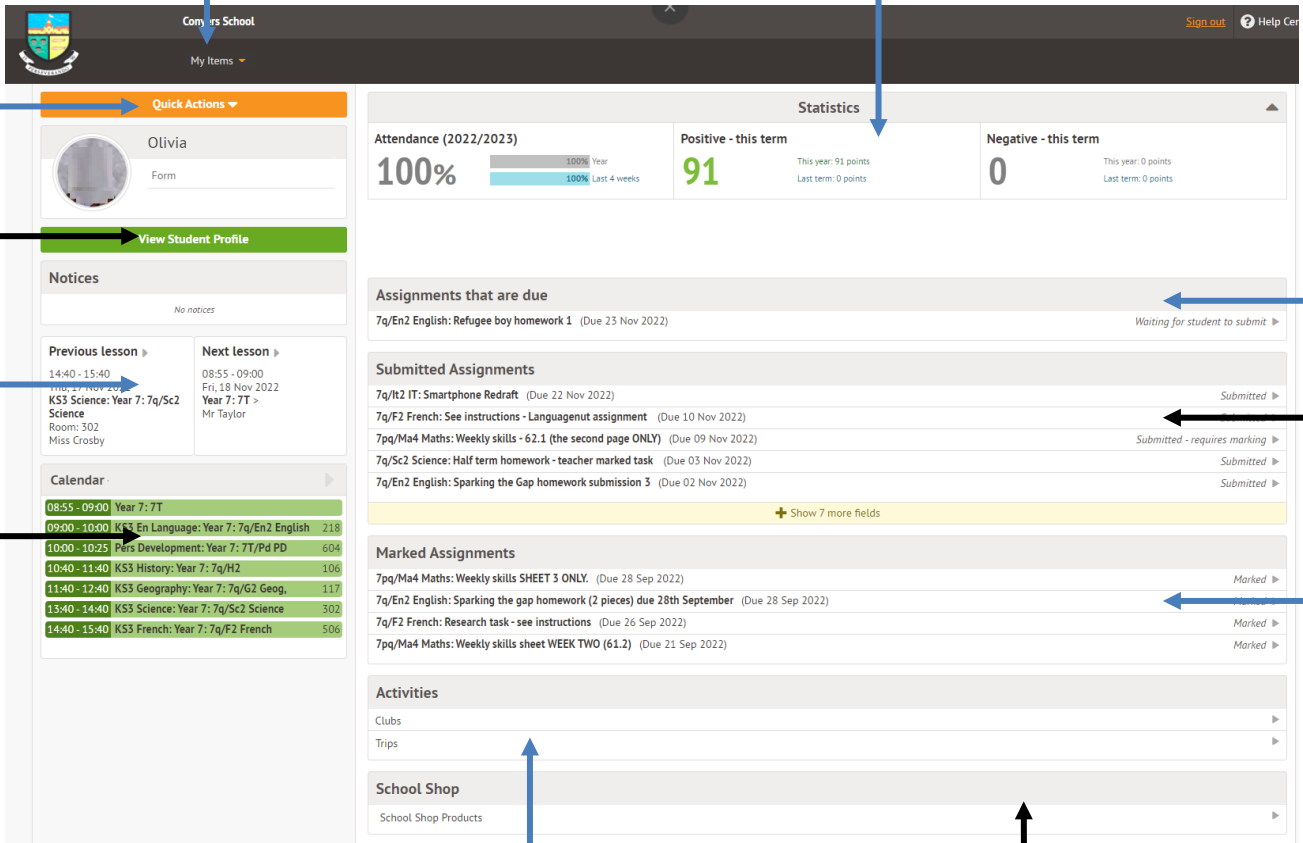 Conyers School
Sign out
Help Cen
My Items
Quick Actions
Olivia
Form
View Student Profile
Notices
No notices
Previous lesson
14:40 - 15:40
Thu, 17 Nov 2022
KS3 Science: Year 7: 7q/Sc2
Science
Room: 302
Miss Crosby
Next lesson
08:55 - 09:00
Fri, 18 Nov 2022
Year 7: 7T >
Mr Taylor
Calendar
08:55 - 09:00 Year 7: 7T
09:00 - 10:00 KS3 En Language: Year 7: 7q/En2 English 218
10:00 - 10:25 Pers Development: Year 7: 7T/Pd PD 604
10:40 - 11:40 KS3 History: Year 7: 7q/H2 106
11:40 - 12:40 KS3 Geography: Year 7: 7q/G2 Geog, 117
13:40 - 14:40 KS3 Science: Year 7: 7q/Sc2 Science 302
14:40 - 15:40 KS3 French: Year 7: 7q/F2 French 506
Statistics
Attendance (2022/2023)
100%
100% Year
100% Last 4 weeks
Positive - this term
91
This year: 91 points
Last term: 0 points
Negative - this term
0
This year: 0 points
Last term: 0 points
Assignments that are due
7q/En2 English: Refugee boy homework 1 (Due 23 Nov 2022) Waiting for student to submit
Submitted Assignments
7q/It2 IT: Smartphone Redraft (Due 22 Nov 2022) Submitted
7q/F2 French: See instructions - Languagenut assignment (Due 10 Nov 2022)
7pq/Ma4 Maths: Weekly skills - 62.1 (the second page ONLY) (Due 09 Nov 2022) Submitted - requires marking
7q/Sc2 Science: Half term homework - teacher marked task (Due 03 Nov 2022) Submitted
7q/En2 English: Sparking the Gap homework submission 3 (Due 02 Nov 2022) Submitted
Show 7 more fields
Marked Assignments
7pq/Ma4 Maths: Weekly skills SHEET 3 ONLY. (Due 28 Sep 2022) Marked
7q/En2 English: Sparking the gap homework (2 pieces) due 28th September (Due 28 Sep 2022)
7q/F2 French: Research task - see instructions (Due 26 Sep 2022) Marked
7pq/Ma4 Maths: Weekly skills sheet WEEK TWO (61.2) (Due 21 Sep 2022) Marked
Activities
Clubs
Trips
School Shop
School Shop Products